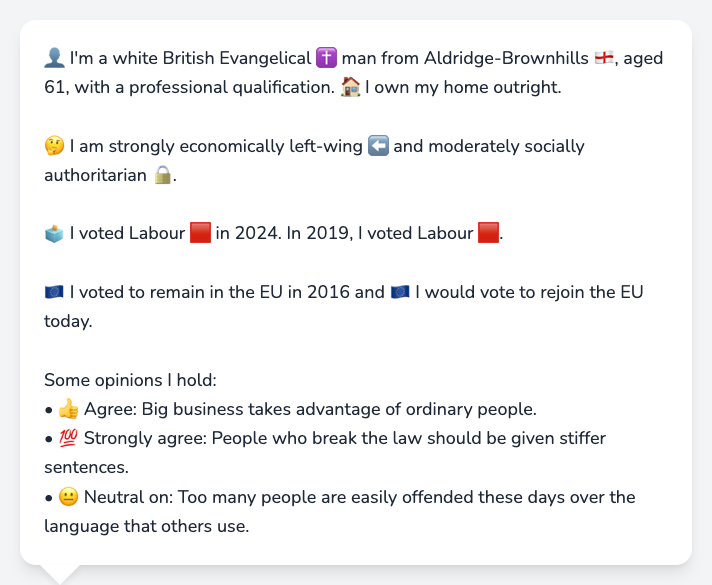 👤 I'm a white British Evangelical ✝️ man from Aldridge-Brownhills 🏴󠁧󠁢󠁥󠁮󠁧󠁿, aged
61, with a professional qualification. 🏠 I own my home outright.
🤔 I am strongly economically left-wing ⬅️ and moderately socially
authoritarian 🔒.
🗳️ I voted Labour 🟥 in 2024. In 2019, I voted Labour 🟥.
🇪🇺 I voted to remain in the EU in 2016 and 🇪🇺 I would vote to rejoin the EU
today.
Some opinions I hold:
• 👍 Agree: Big business takes advantage of ordinary people.
• 💯 Strongly agree: People who break the law should be given stiffer
sentences.
• 😐 Neutral on: Too many people are easily offended these days over the
language that others use.